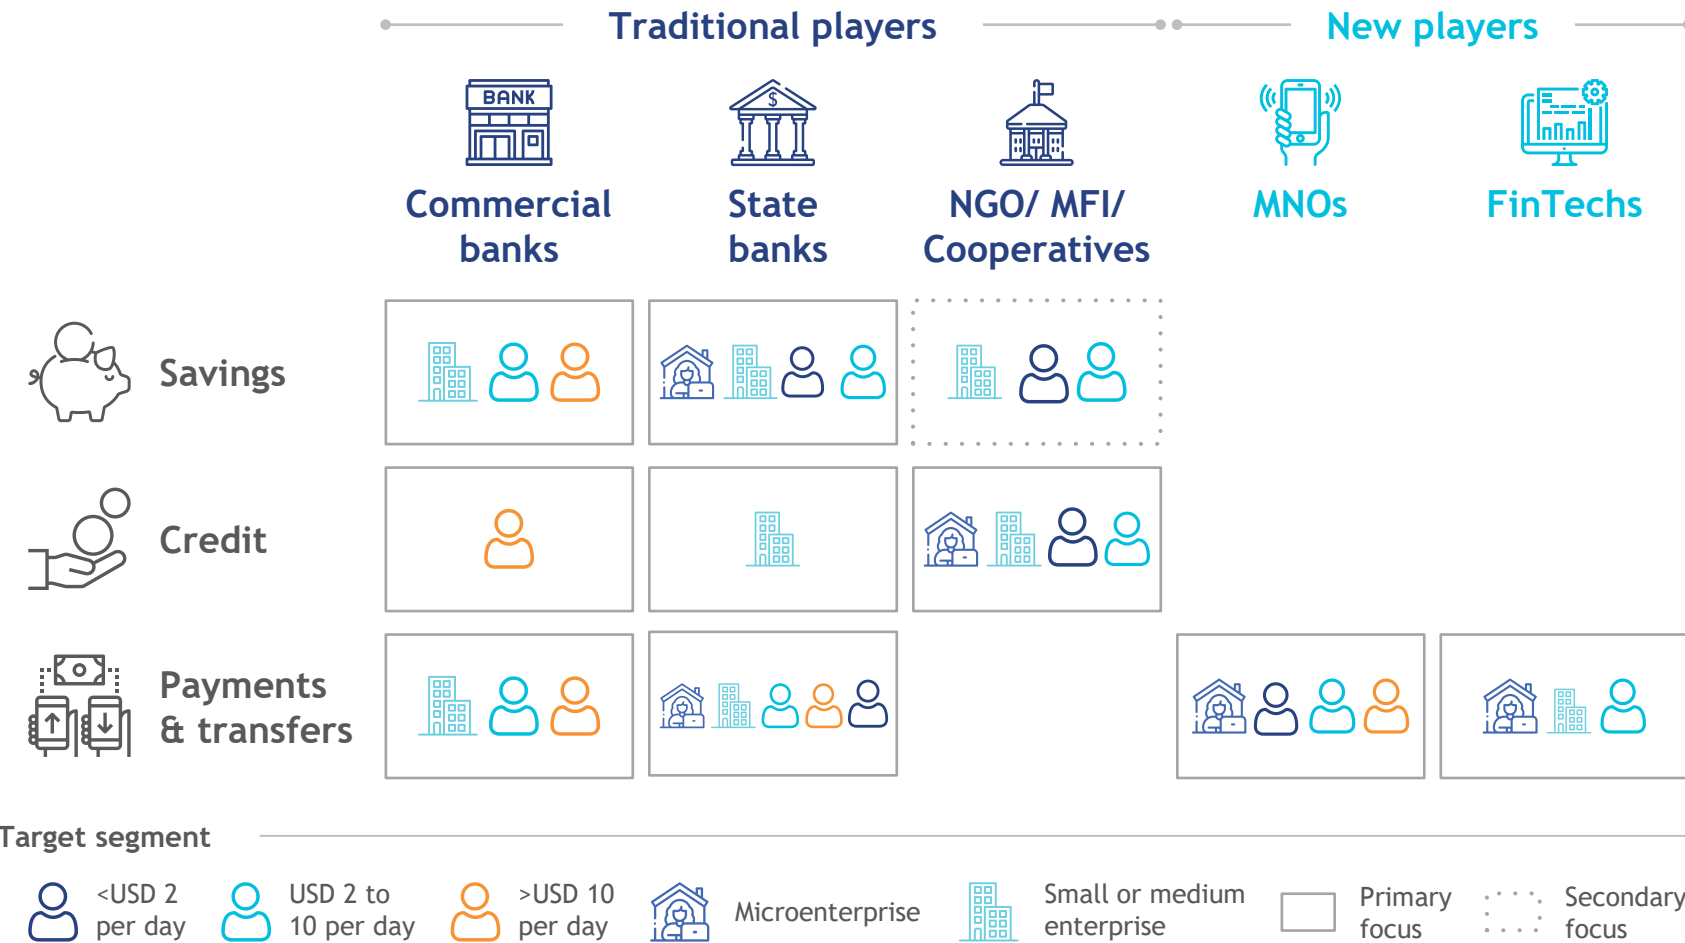 Traditional players
New players
BANK
$
Commercial
banks
State
banks
NGO/ MFI/
Cooperatives
MNOs
FinTechs
Savings
Credit
Payments
& transfers
Target segment
<USD 2
per day
USD 2 to
10 per day
>USD 10
per day
Microenterprise
Small or medium
enterprise
Primary
focus
Secondary
focus